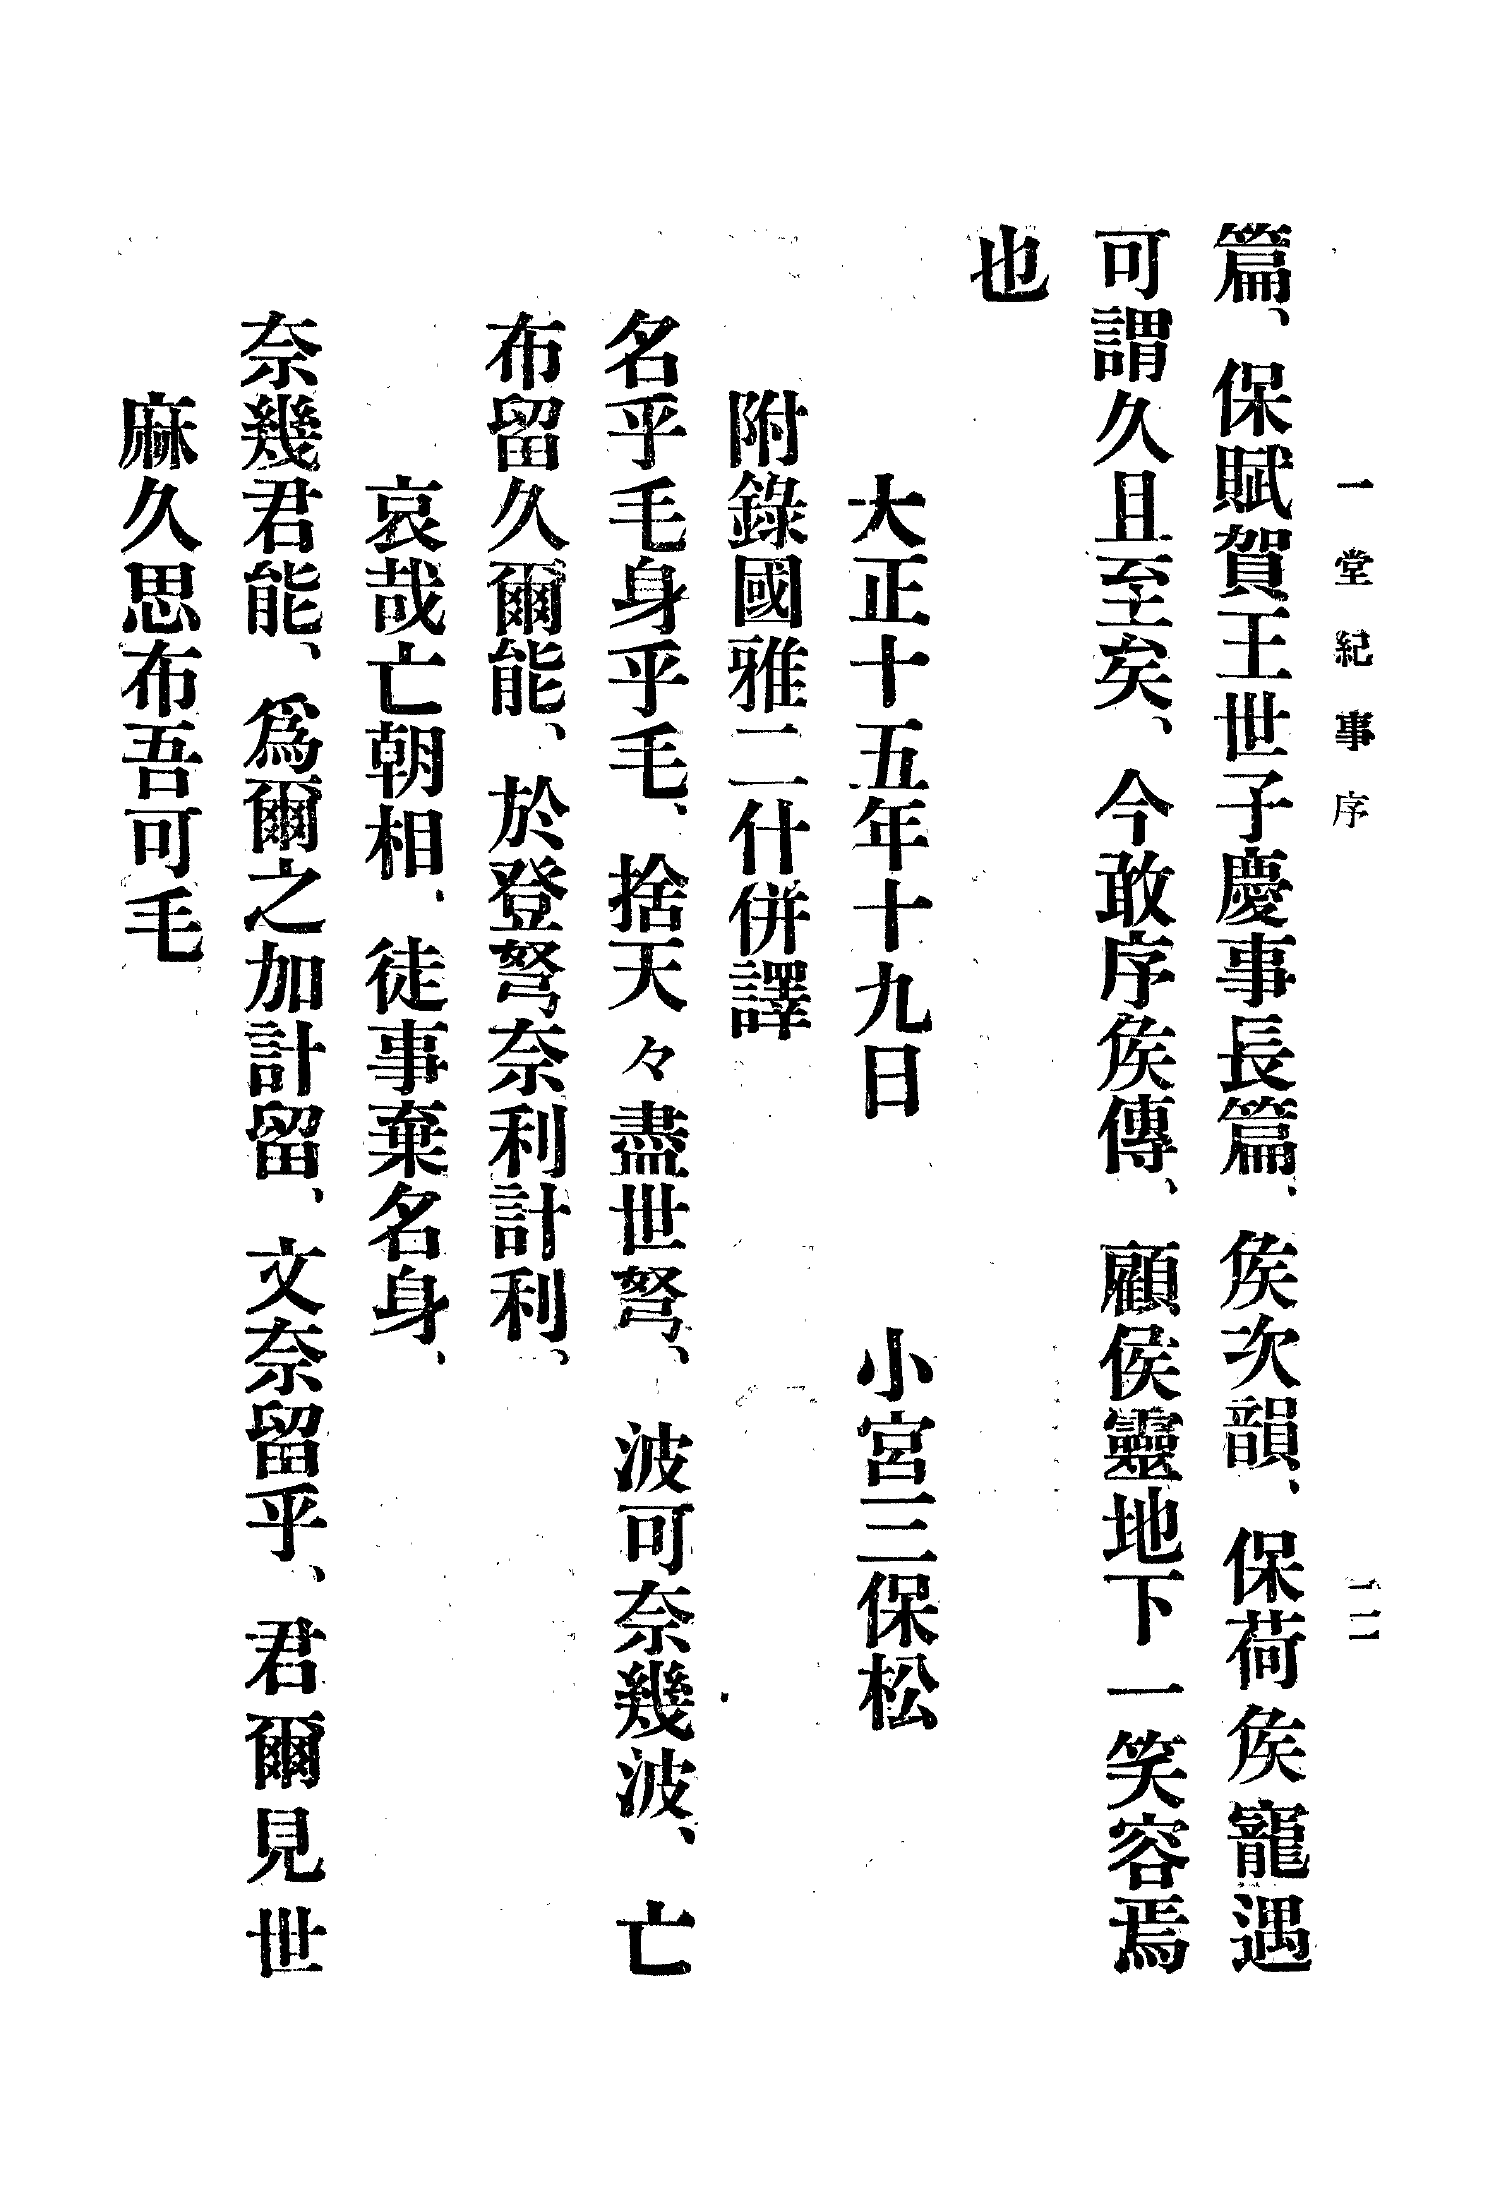 一堂紀事序 二二
篇、保賦賀王世子慶事長篇、矦次韻、保荷矦寵遇
可謂久且至矣、今敢序矦傳、顧侯靈地下一笑容焉
也
大正十五年十九日 小宮三保松
附錄國雅二什併譯
名乎毛身乎毛、捨天々盡世弩、波可奈幾波、亡
布留久爾能、於登弩奈利計利、
哀哉亡朝相、徒事棄名身、
奈幾君能、爲爾之加計留、文奈留乎、君爾見世
麻久思布吾可毛